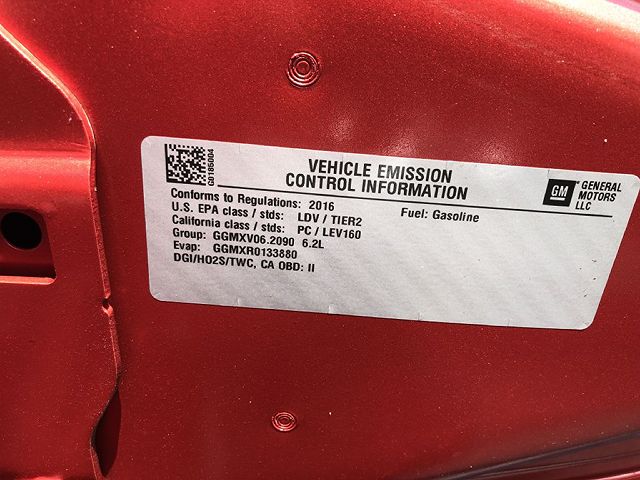 G0185004
VEHICLE EMISSION
CONTROL INFORMATION
GM
GENERAL
MOTORS
LLC
Conforms to Regulations: 2016
Fuel: Gasoline
U.S. EPA class / stds: LDV / TIER2
California class / stds: PC / LEV160
Group: GGMXV06.2090 6.2L
Evap: GGMXR0133880
DGI/HO2S/TWC, CA OBD: II